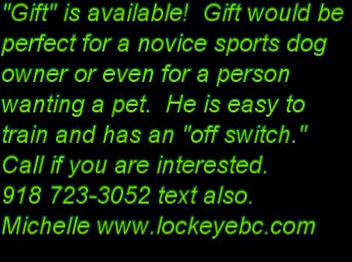 "Gift" is available!  Gift would be
perfect for a novice sports dog
owner or even for a person
wanting a pet.  He is easy to
train and has an "off switch."
Call if you are interested.
918 723-3052 text also.
Michelle www.lockeyebc.com